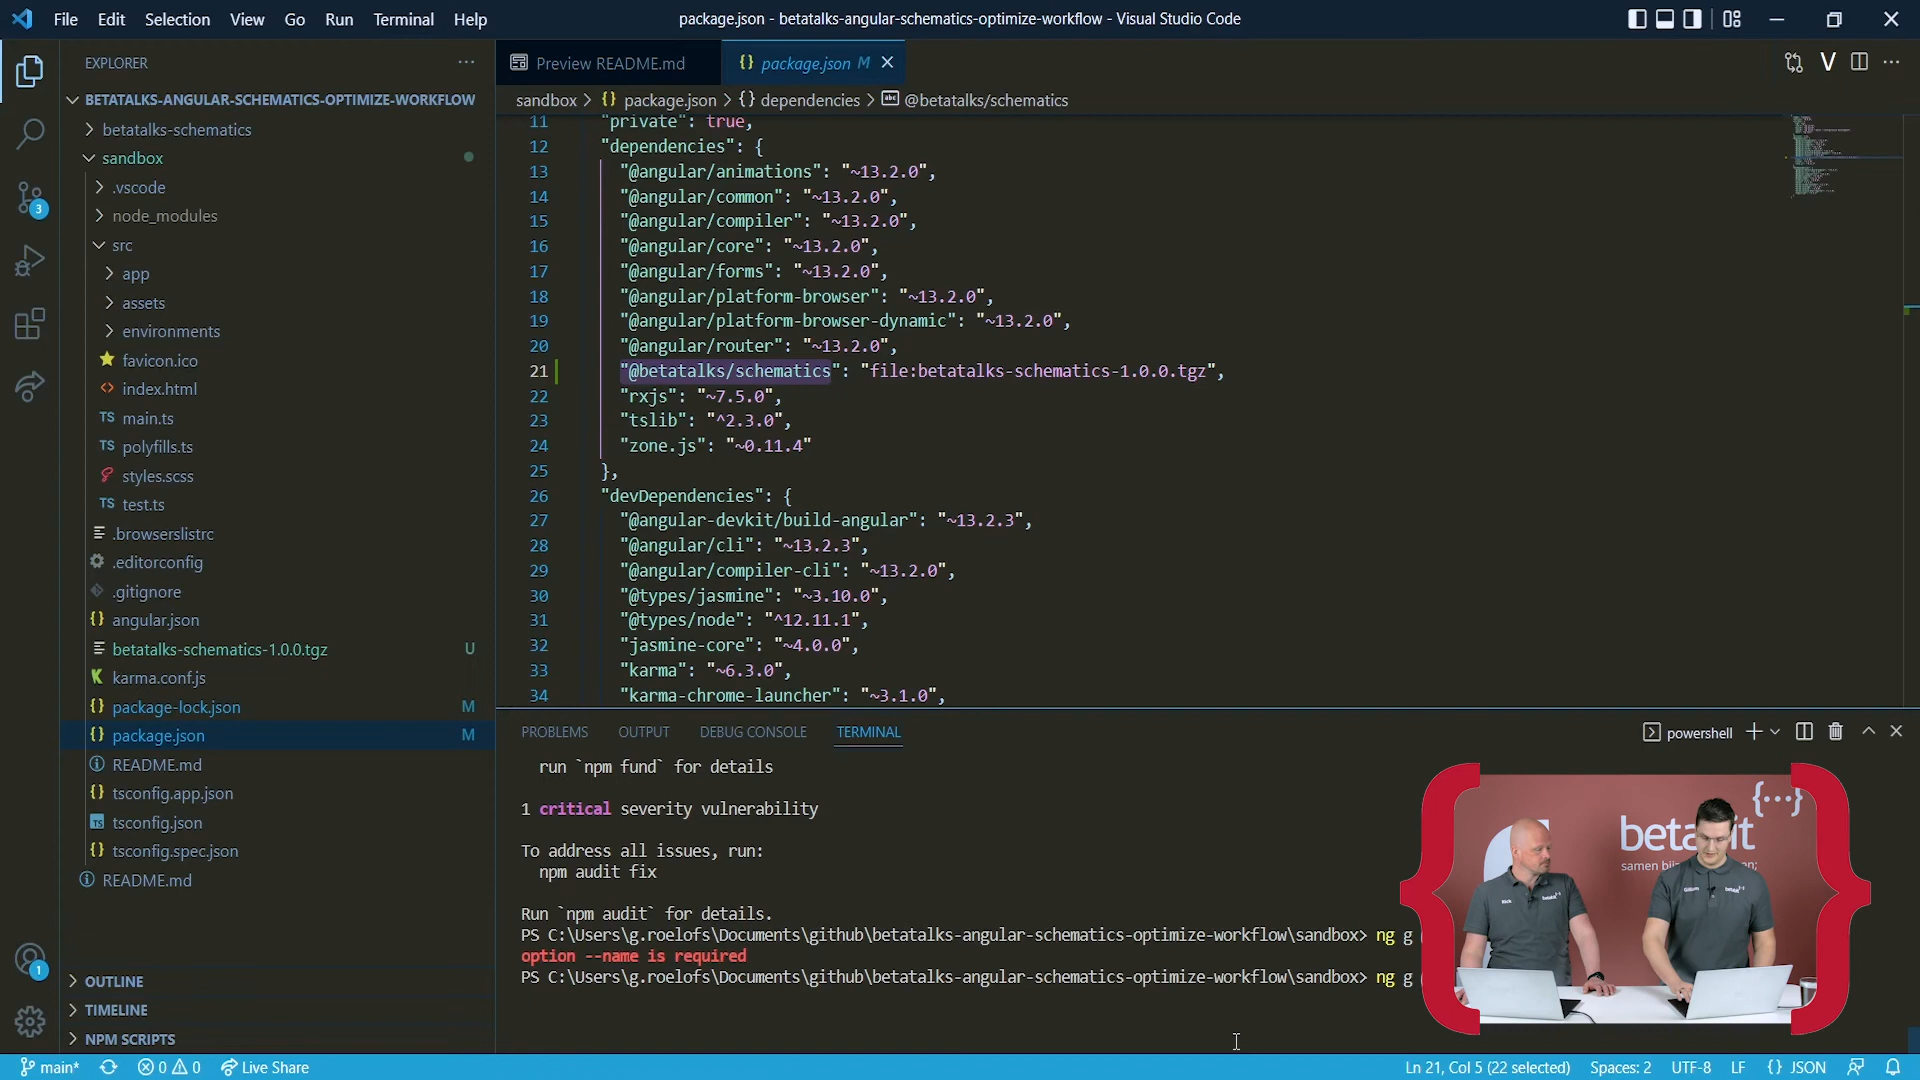 File Edit Selection View Go Run Terminal Help
package.json - betatalks-angular-schematics-optimize-workflow - Visual Studio Code
EXPLORER
BETATALKS-ANGULAR-SCHEMATICS-OPTIMIZE-WORKFLOW
betatalks-schematics
sandbox
.vscode
node_modules
src
app
assets
environments
favicon.ico
index.html
TS main.ts
TS polyfills.ts
styles.scss
TS test.ts
.browserslistrc
.editorconfig
.gitignore
{} angular.json
betatalks-schematics-1.0.0.tgz U
K karma.conf.js
{} package-lock.json M
{} package.json M
README.md
{} tsconfig.app.json
TS tsconfig.json
{} tsconfig.spec.json
README.md
OUTLINE
TIMELINE
NPM SCRIPTS
3
1
Preview README.md
{} package.json M
V
sandbox > {} package.json > {} dependencies > abc @betatalks/schematics
11 "private": true,
12 "dependencies": {
13 "@angular/animations": "~13.2.0",
14 "@angular/common": "~13.2.0",
15 "@angular/compiler": "~13.2.0",
16 "@angular/core": "~13.2.0",
17 "@angular/forms": "~13.2.0",
18 "@angular/platform-browser": "~13.2.0",
19 "@angular/platform-browser-dynamic": "~13.2.0",
20 "@angular/router": "~13.2.0",
21 "@betatalks/schematics": "file:betatalks-schematics-1.0.0.tgz",
22 "rxjs": "~7.5.0",
23 "tslib": "^2.3.0",
24 "zone.js": "~0.11.4"
25 },
26 "devDependencies": {
27 "@angular-devkit/build-angular": "~13.2.3",
28 "@angular/cli": "~13.2.3",
29 "@angular/compiler-cli": "~13.2.0",
30 "@types/jasmine": "~3.10.0",
31 "@types/node": "^12.11.1",
32 "jasmine-core": "~4.0.0",
33 "karma": "~6.3.0",
34 "karma-chrome-launcher": "~3.1.0",
PROBLEMS OUTPUT DEBUG CONSOLE TERMINAL
powershell
run `npm fund` for details
1 critical severity vulnerability
To address all issues, run:
npm audit fix
Run `npm audit` for details.
PS C:\Users\g.roelofs\Documents\github\betatalks-angular-schematics-optimize-workflow\sandbox> ng g
option --name is required
PS C:\Users\g.roelofs\Documents\github\betatalks-angular-schematics-optimize-workflow\sandbox> ng g
{...}
samen
Rick
main* 0 0 Live Share
Ln 21, Col 5 (22 selected) Spaces: 2 UTF-8 LF {} JSON